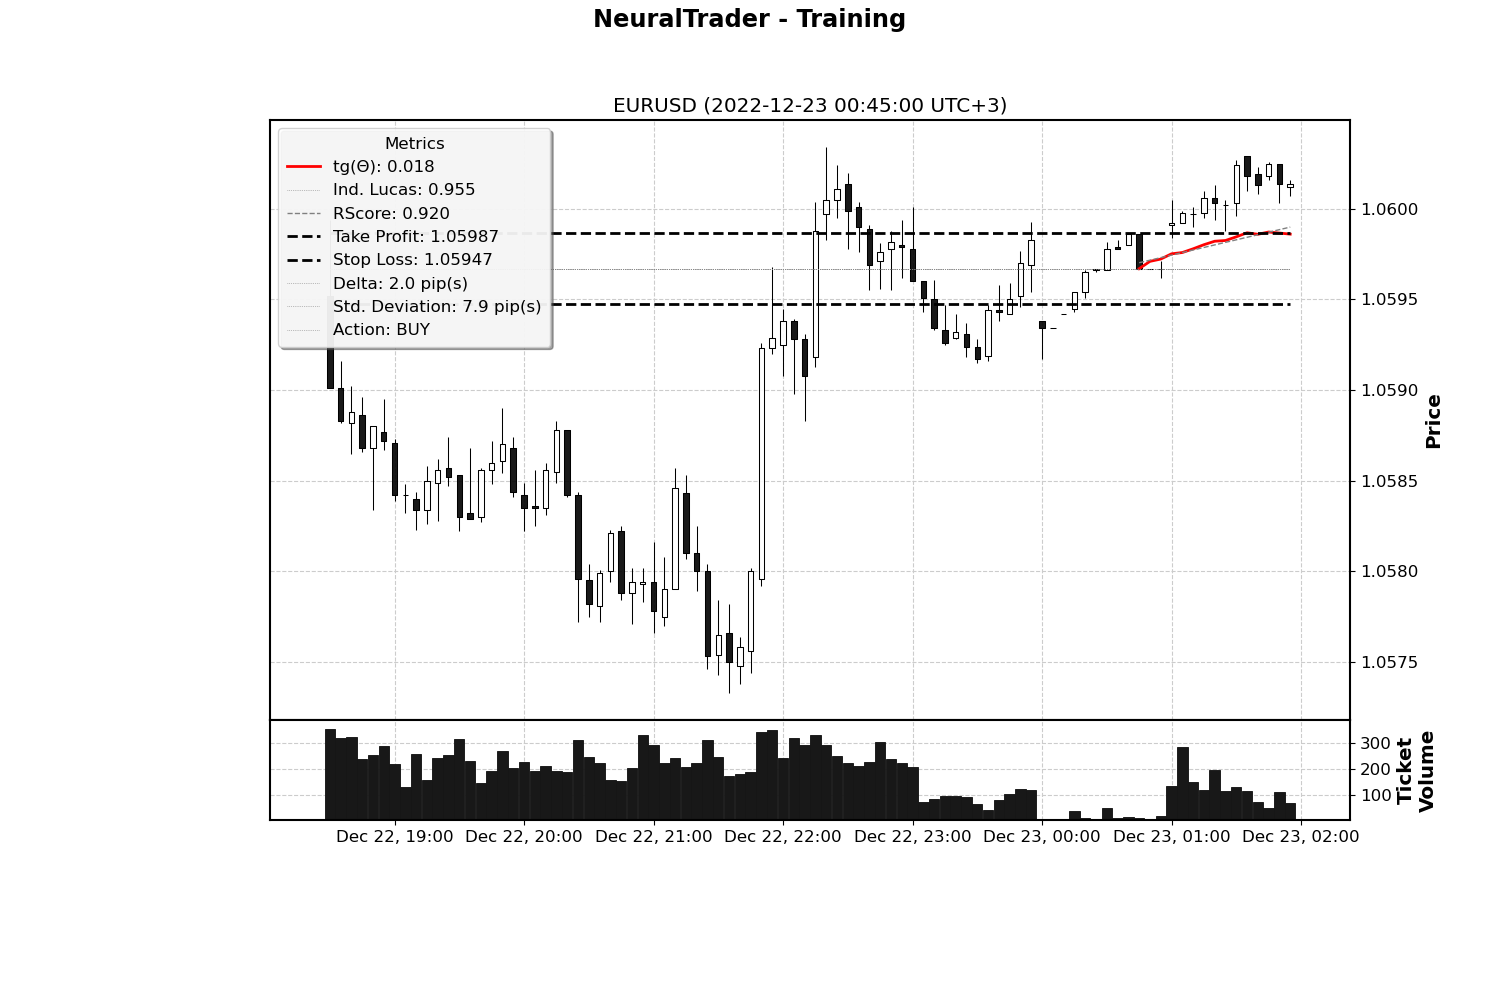 NeuralTrader - Training
EURUSD (2022-12-23 00:45:00 UTC+3)
Metrics
tg(Θ): 0.018
Ind. Lucas: 0.955
RScore: 0.920
Take Profit: 1.05987
Stop Loss: 1.05947
Delta: 2.0 pip(s)
Std. Deviation: 7.9 pip(s)
Action: BUY
1.0600
1.0595
1.0590
1.0585
1.0580
1.0575
Price
300
200
100
Ticket
Volume
Dec 22, 19:00 Dec 22, 20:00 Dec 22, 21:00 Dec 22, 22:00 Dec 22, 23:00 Dec 23, 00:00 Dec 23, 01:00 Dec 23, 02:00